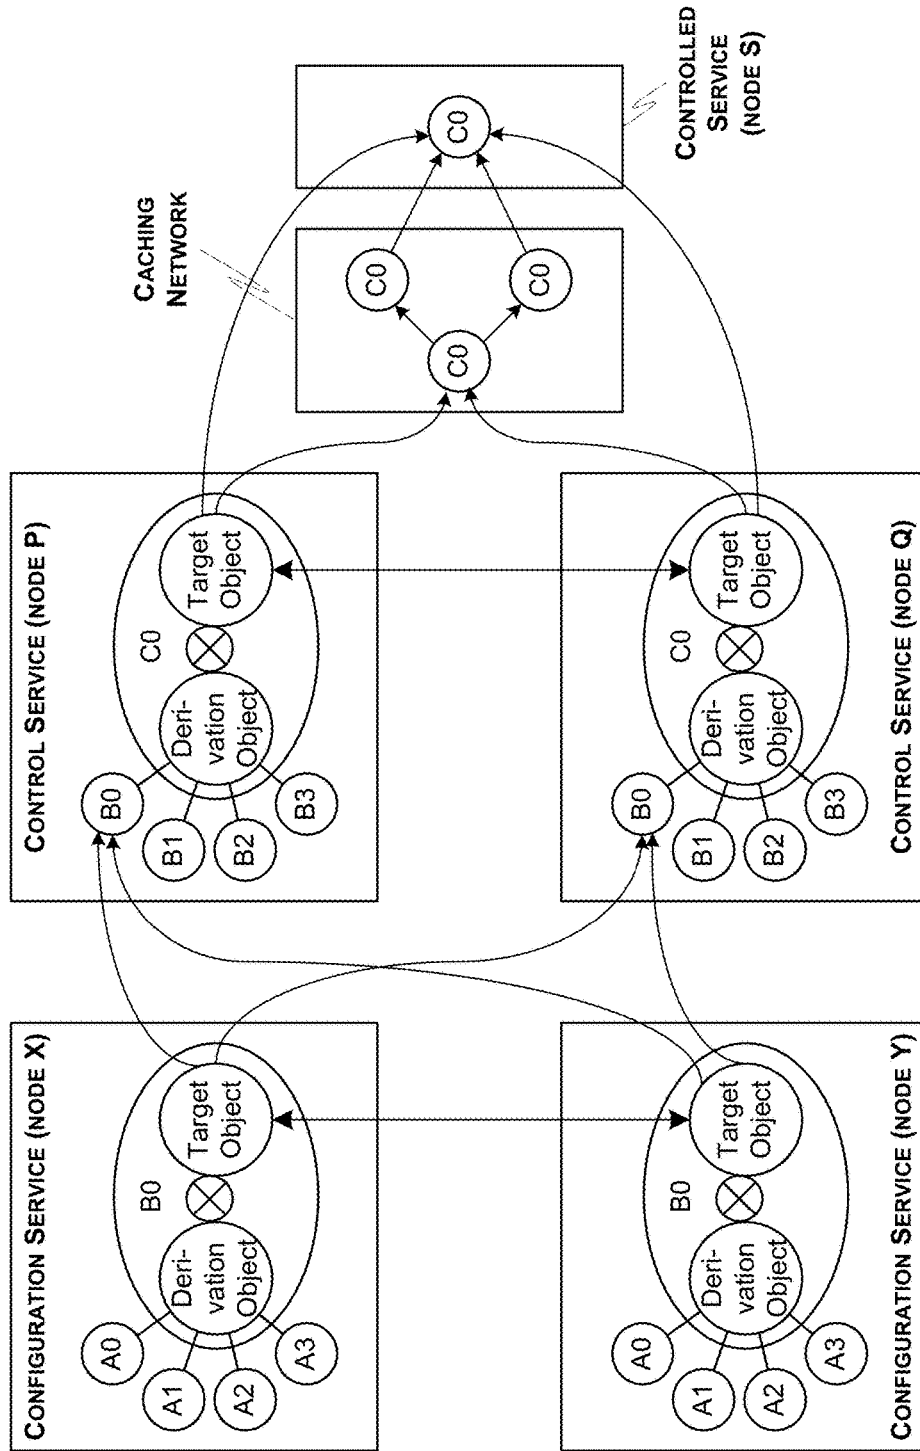 CONFIGURATION SERVICE (NODE X)
A0
A1
A2
A3
B0
Deri-
vation
Object
Target
Object
CONTROL SERVICE (NODE P)
B0
B1
B2
B3
C0
Deri-
vation
Object
Target
Object
CACHING
NETWORK
C0
C0
C0
C0
CONTROLLED
SERVICE
(NODE S)
A0
A1
A2
A3
B0
Deri-
vation
Object
Target
Object
CONFIGURATION SERVICE (NODE Y)
B0
B1
B2
B3
C0
Deri-
vation
Object
Target
Object
CONTROL SERVICE (NODE Q)